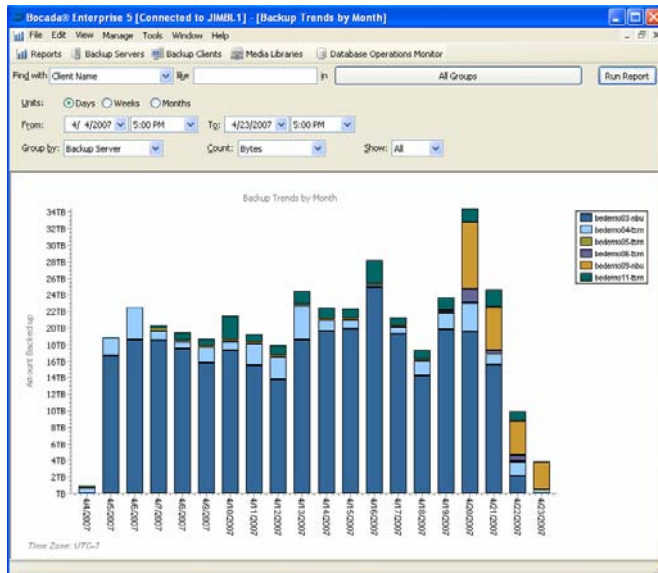 Bocada® Enterprise 5 [Connected to JIMBL1] - [Backup Trends by Month]
File Edit View Manage Tools Window Help
Reports Backup Servers Backup Clients Media Libraries Database Operations Monitor
Find with Client Name like in All Groups Run Report
Units: Days Weeks Months
From: 4/ 4/2007 5:00 PM To: 4/23/2007 5:00 PM
Group by: Backup Server Count: Bytes Show: All
Backup Trends by Month
34TB
32TB
30TB
28TB
26TB
24TB
22TB
20TB
18TB
16TB
14TB
12TB
10TB
8TB
6TB
4TB
2TB
TB
Amount Backed up
bedemo03-nbu
bedemo04-tsm
bedemo05-tsm
bedemo08-tsm
bedemo09-nbu
bedemo11-tsm
4/4/2007
4/5/2007
4/6/2007
4/7/2007
4/8/2007
4/9/2007
4/10/2007
4/11/2007
4/12/2007
4/13/2007
4/14/2007
4/15/2007
4/16/2007
4/17/2007
4/18/2007
4/19/2007
4/20/2007
4/21/2007
4/22/2007
4/23/2007
Time Zone: UTC-7